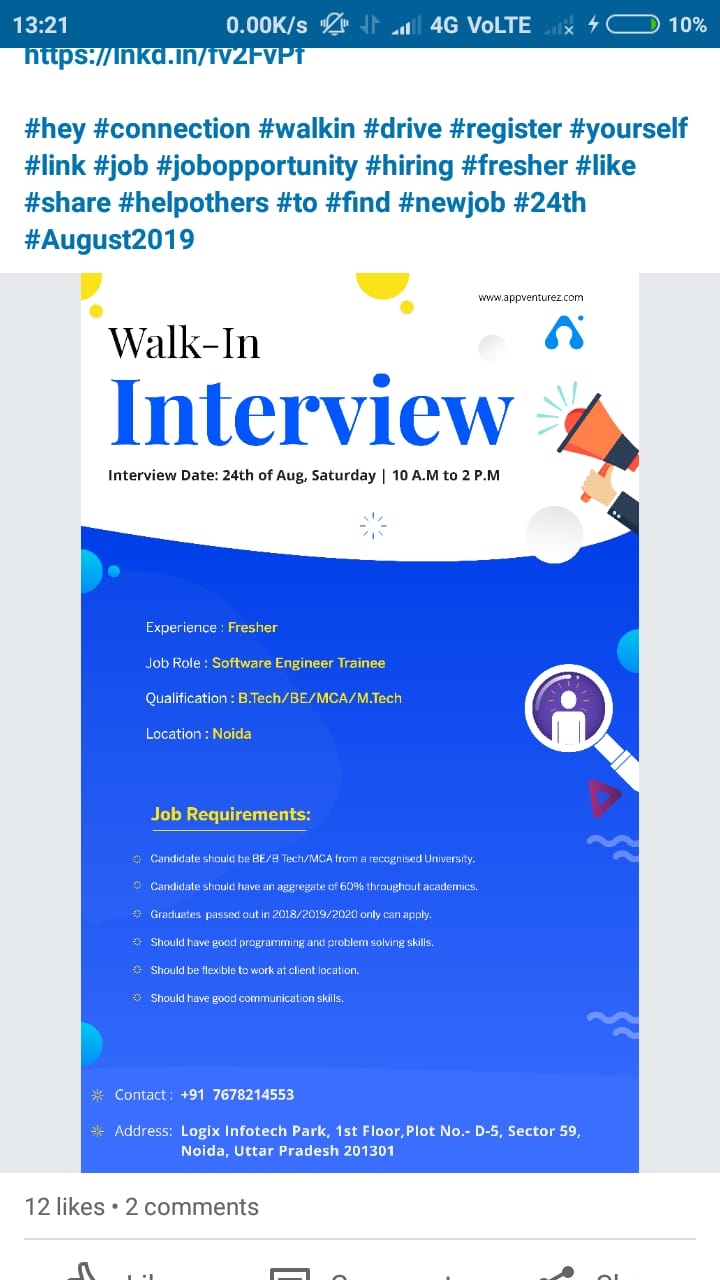 13:21 0.00K/s 4G VoLTE 10%
https://lnkd.in/fv2FvPf
#hey #connection #walkin #drive #register #yourself
#link #job #jobopportunity #hiring #fresher #like
#share #helpothers #to #find #newjob #24th
#August2019
www.appventurez.com
Walk-In
Interview
Interview Date: 24th of Aug, Saturday | 10 A.M to 2 P.M
Experience : Fresher
Job Role : Software Engineer Trainee
Qualification : B.Tech/BE/MCA/M.Tech
Location : Noida
Job Requirements:
Candidate should be BE/B Tech/MCA from a recognised University.
Candidate should have an aggregate of 60% throughout academics.
Graduates passed out in 2018/2019/2020 only can apply.
Should have good programming and problem solving skills.
Should be flexible to work at client location.
Should have good communication skills.
Contact : +91 7678214553
Address: Logix Infotech Park, 1st Floor,Plot No.- D-5, Sector 59,
Noida, Uttar Pradesh 201301
12 likes • 2 comments